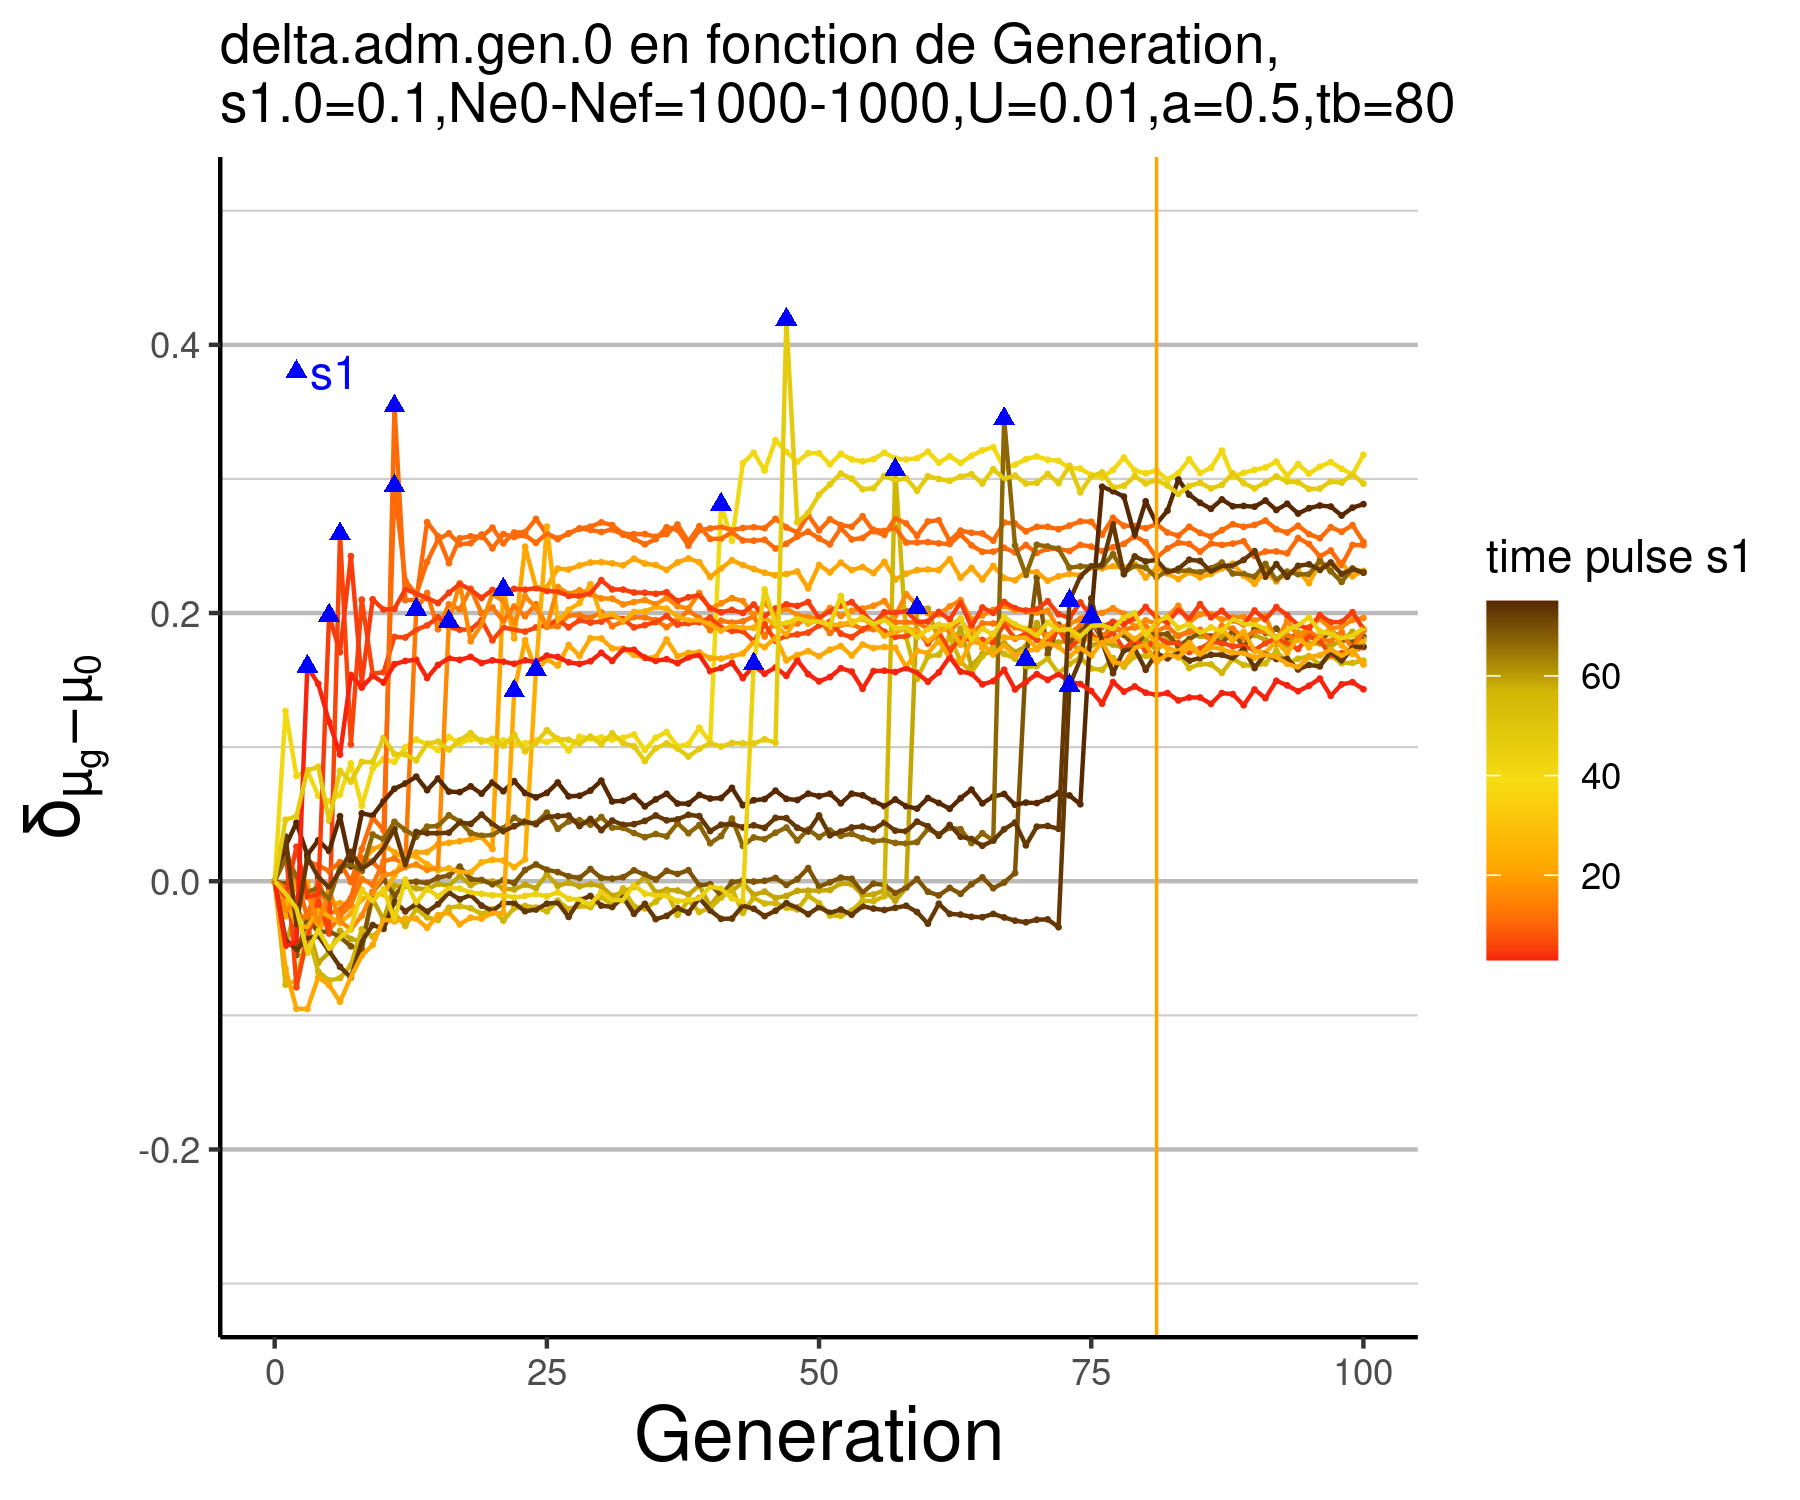 delta.adm.gen.0 en fonction de Generation,
s1.0=0.1,Ne0-Nef=1000-1000,U=0.01,a=0.5,tb=80
0.4
s1
0.2
0.0
-0.2
δμg−μ0
0
25
50
75
100
Generation
time pulse s1
60
40
20